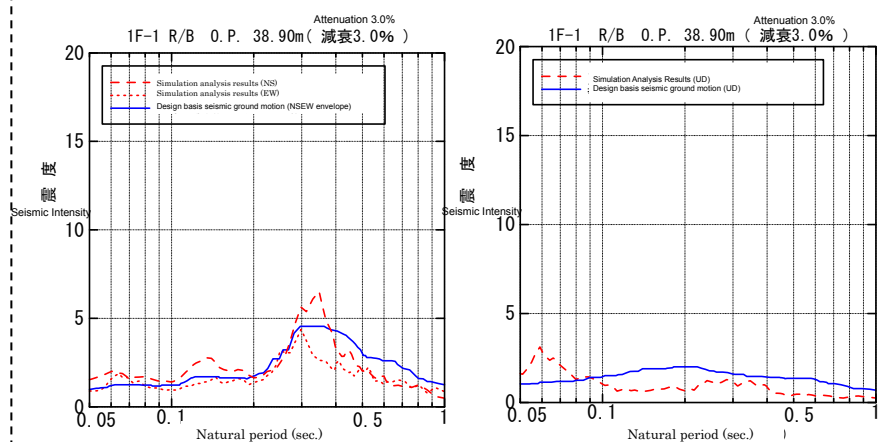 Attenuation 3.0%
1F-1 R/B O.P. 38.90m( 減衰3.0% )
20
15
10
5
0
震度
Seismic Intensity
Simulation analysis results (NS)
Simulation analysis results (EW)
Design basis seismic ground motion (NSEW envelope)
0.05
0.1
0.5
1
Natural period (sec.)
Attenuation 3.0%
1F-1 R/B O.P. 38.90m( 減衰3.0% )
20
15
10
5
0
震度
Seismic Intensity
Simulation Analysis Results (UD)
Design basis seismic ground motion (UD)
0.05
0.1
0.5
1
Natural period (sec.)
)